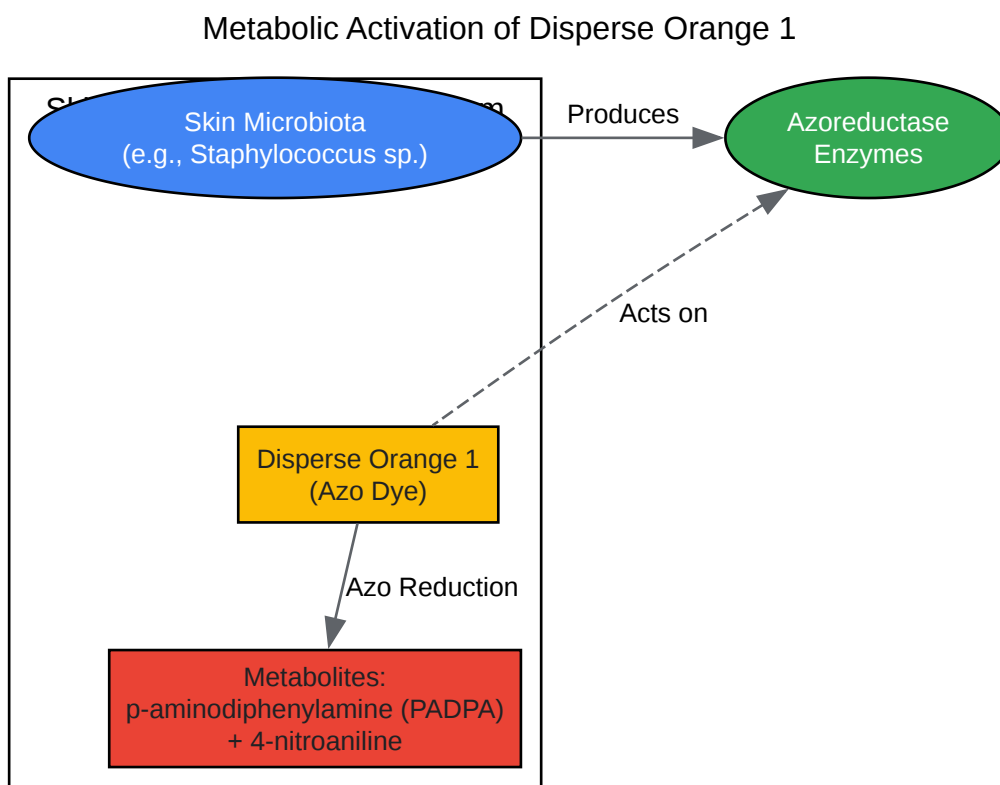 Metabolic Activation of Disperse Orange 1
Skin Microbiota
(e.g., Staphylococcus sp.)
Produces
Azoreductase
Enzymes
Acts on
Disperse Orange 1
(Azo Dye)
Azo Reduction
Metabolites:
p-aminodiphenylamine (PADPA)
+ 4-nitroaniline